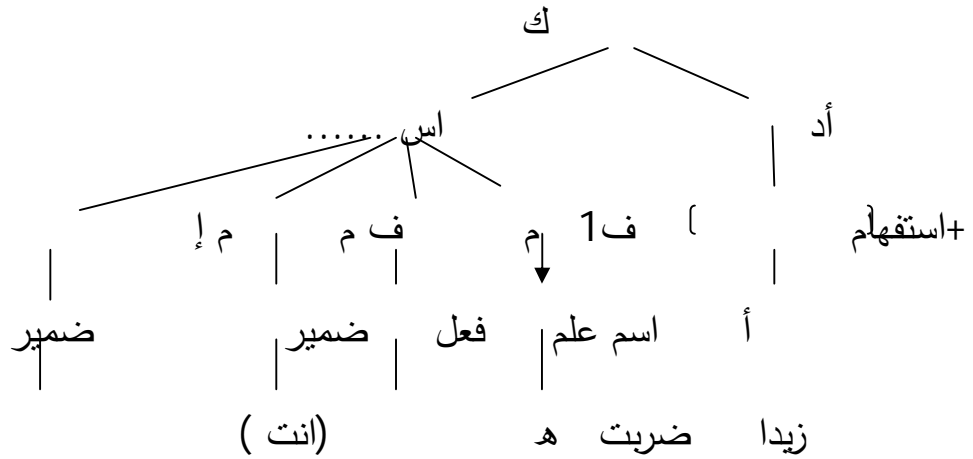 ك
أد اس ......
[+استفهام] ف1 م ف م م إ
أ اسم علم فعل ضمير ضمير
زيدا ضربت ه (انت )